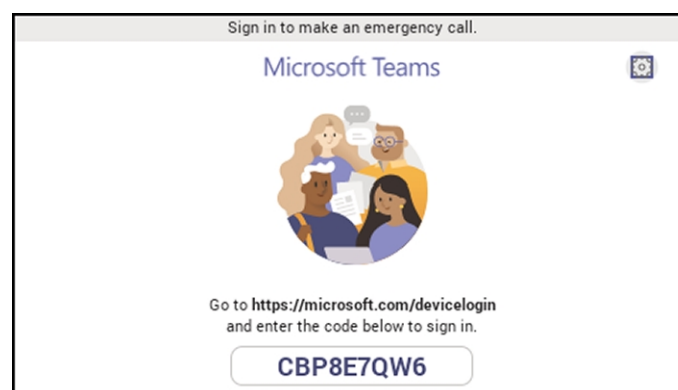 Sign in to make an emergency call.
Microsoft Teams
Go to https://microsoft.com/devicelogin
and enter the code below to sign in.
CBP8E7QW6